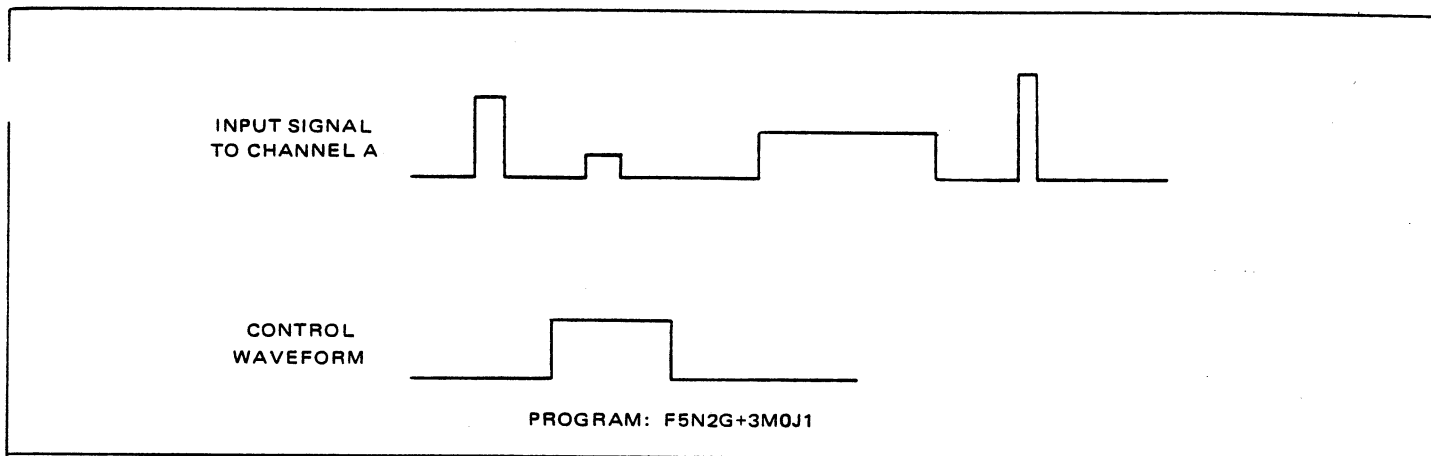 INPUT SIGNAL
TO CHANNEL A
CONTROL
WAVEFORM
PROGRAM: F5N2G+3M0J1